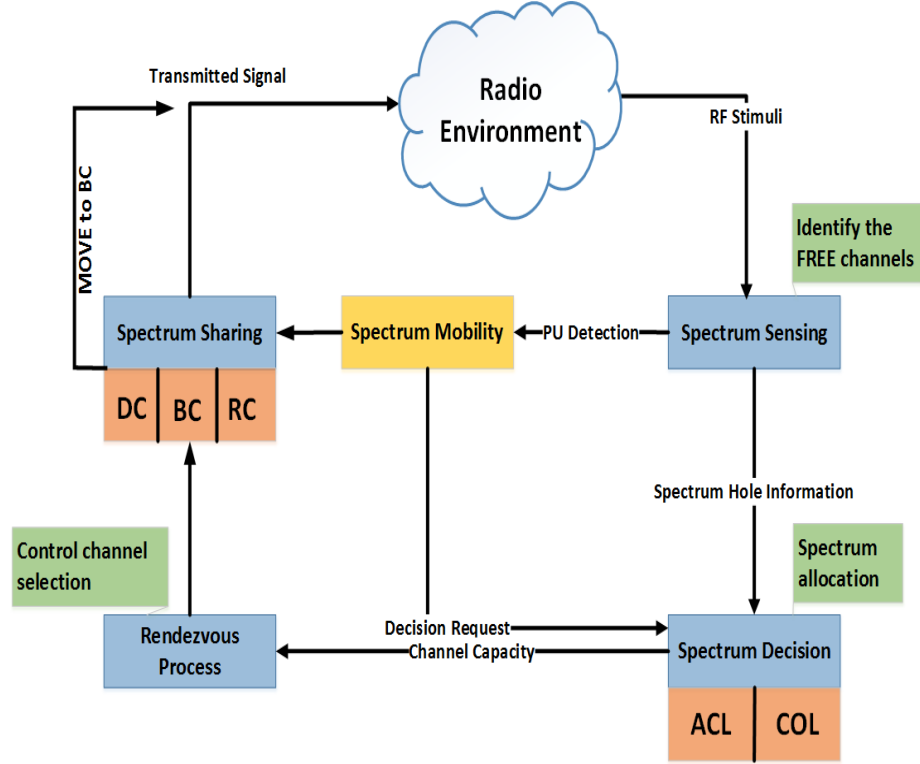 Transmitted Signal
Radio
Environment
RF Stimuli
MOVE to BC
Identify the
FREE channels
Spectrum Sharing
Spectrum Mobility
PU Detection
Spectrum Sensing
DC
BC
RC
Spectrum Hole Information
Control channel
selection
Spectrum
allocation
Rendezvous
Process
Decision Request
Channel Capacity
Spectrum Decision
ACL
COL